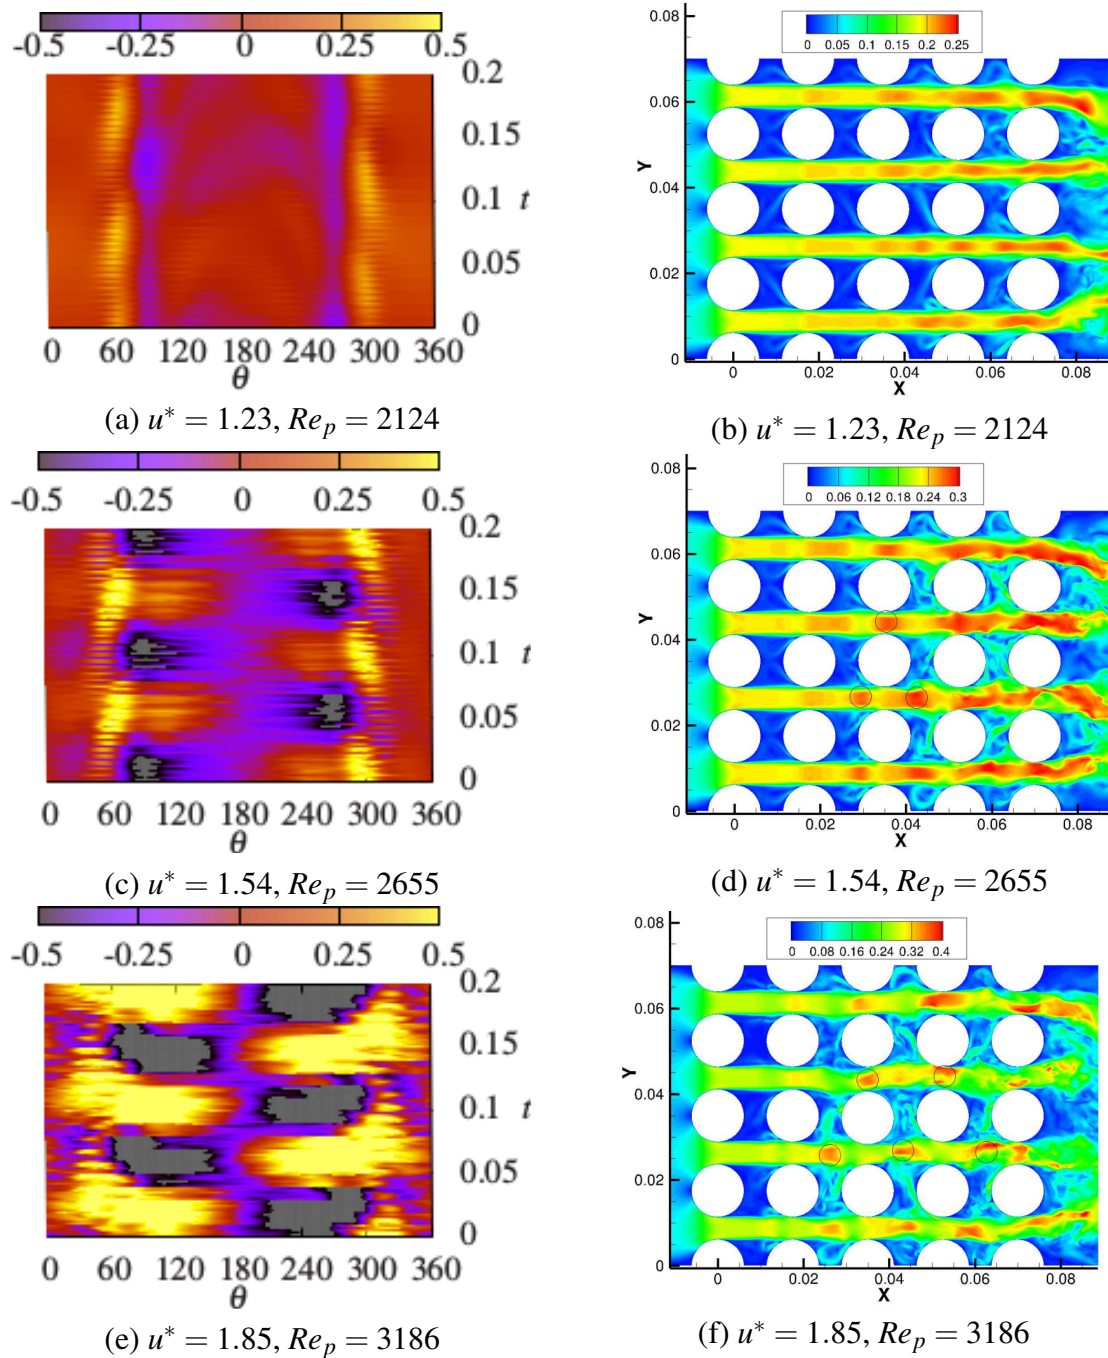 -0.5 -0.25 0 0.25 0.5
0.2
0.15
0.1 t
0.05
0
0 60 120 180 240 300 360
θ
(a) u* = 1.23, Re_p = 2124
0 0.05 0.1 0.15 0.2 0.25
0.08
0.06
Y
0.04
0.02
0
0 0.02 0.04 0.06 0.08
X
(b) u* = 1.23, Re_p = 2124
-0.5 -0.25 0 0.25 0.5
0.2
0.15
0.1 t
0.05
0
0 60 120 180 240 300 360
θ
(c) u* = 1.54, Re_p = 2655
0 0.06 0.12 0.18 0.24 0.3
0.08
0.06
Y
0.04
0.02
0
0 0.02 0.04 0.06 0.08
X
(d) u* = 1.54, Re_p = 2655
-0.5 -0.25 0 0.25 0.5
0.2
0.15
0.1 t
0.05
0
0 60 120 180 240 300 360
θ
(e) u* = 1.85, Re_p = 3186
0 0.08 0.16 0.24 0.32 0.4
0.08
0.06
Y
0.04
0.02
0
0 0.02 0.04 0.06 0.08
X
(f) u* = 1.85, Re_p = 3186